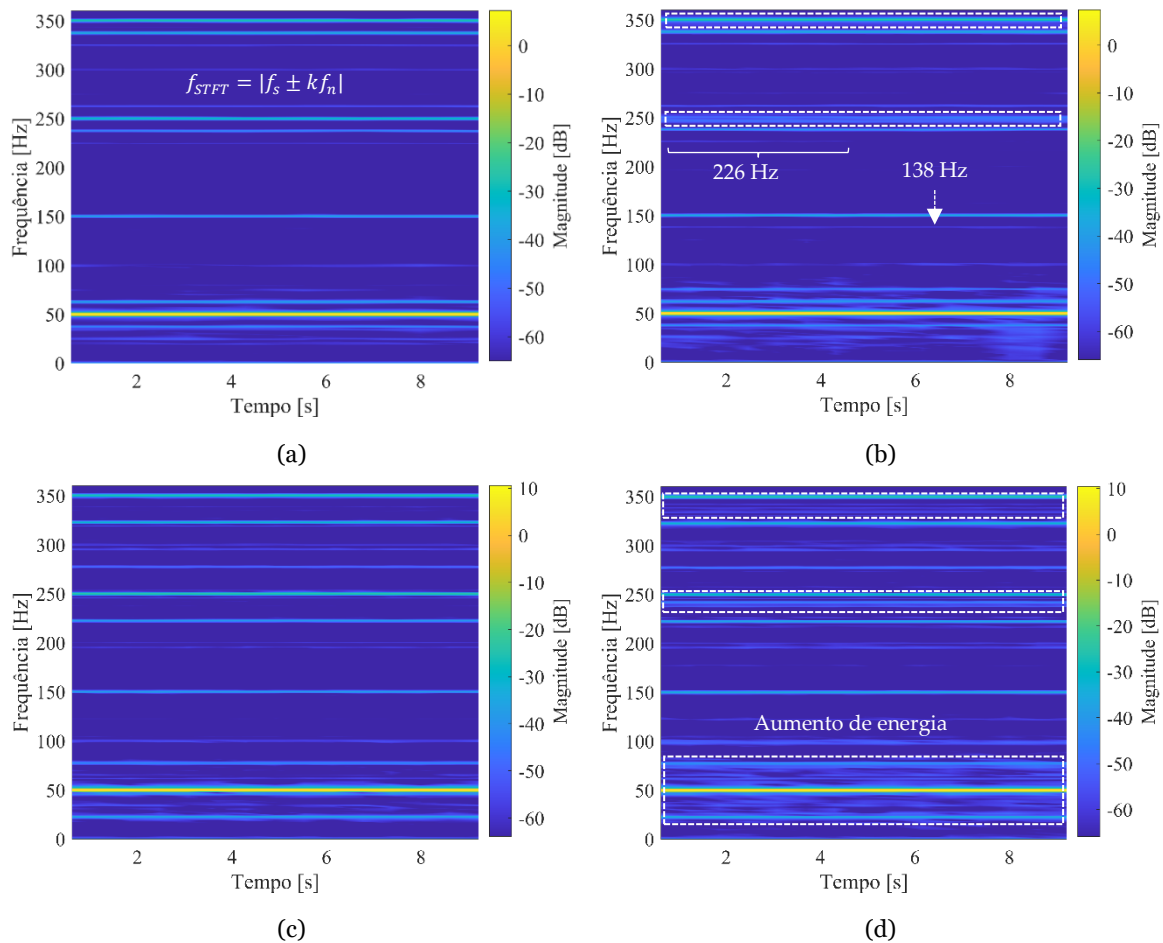 350
300
250
200
150
100
50
0
Frequência [Hz]
f_STFT = |f_s ± kf_n|
2 4 6 8
Tempo [s]
0
-10
-20
-30
-40
-50
-60
Magnitude [dB]
(a)
350
300
250
200
150
100
50
0
Frequência [Hz]
226 Hz
138 Hz
2 4 6 8
Tempo [s]
0
-10
-20
-30
-40
-50
-60
Magnitude [dB]
(b)
350
300
250
200
150
100
50
0
Frequência [Hz]
2 4 6 8
Tempo [s]
10
0
-10
-20
-30
-40
-50
-60
Magnitude [dB]
(c)
350
300
250
200
150
100
50
0
Frequência [Hz]
Aumento de energia
2 4 6 8
Tempo [s]
10
0
-10
-20
-30
-40
-50
-60
Magnitude [dB]
(d)